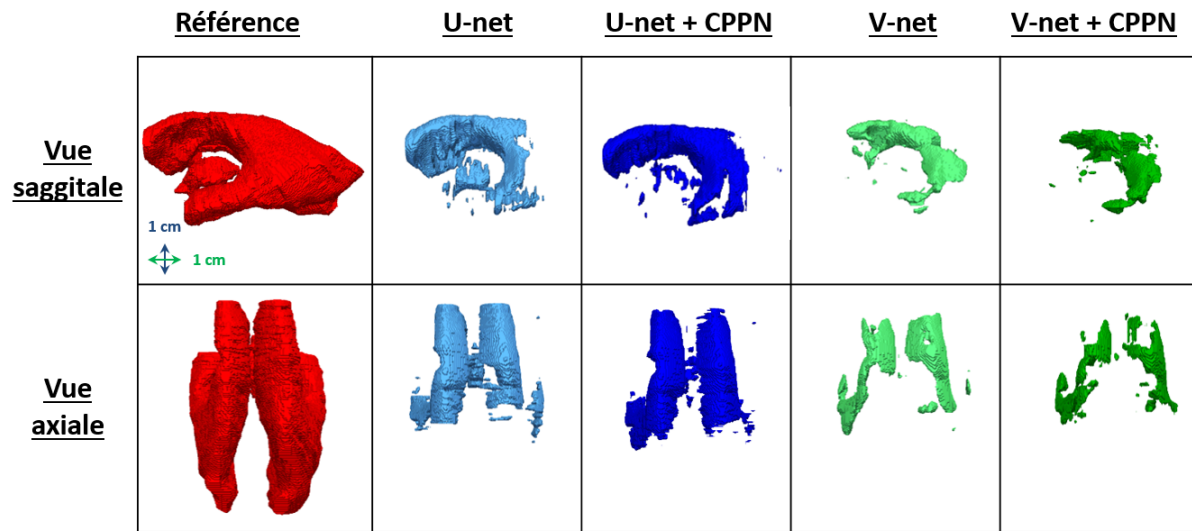 Référence
U-net
U-net + CPPN
V-net
V-net + CPPN
Vue
saggitale
1 cm
1 cm
Vue
axiale